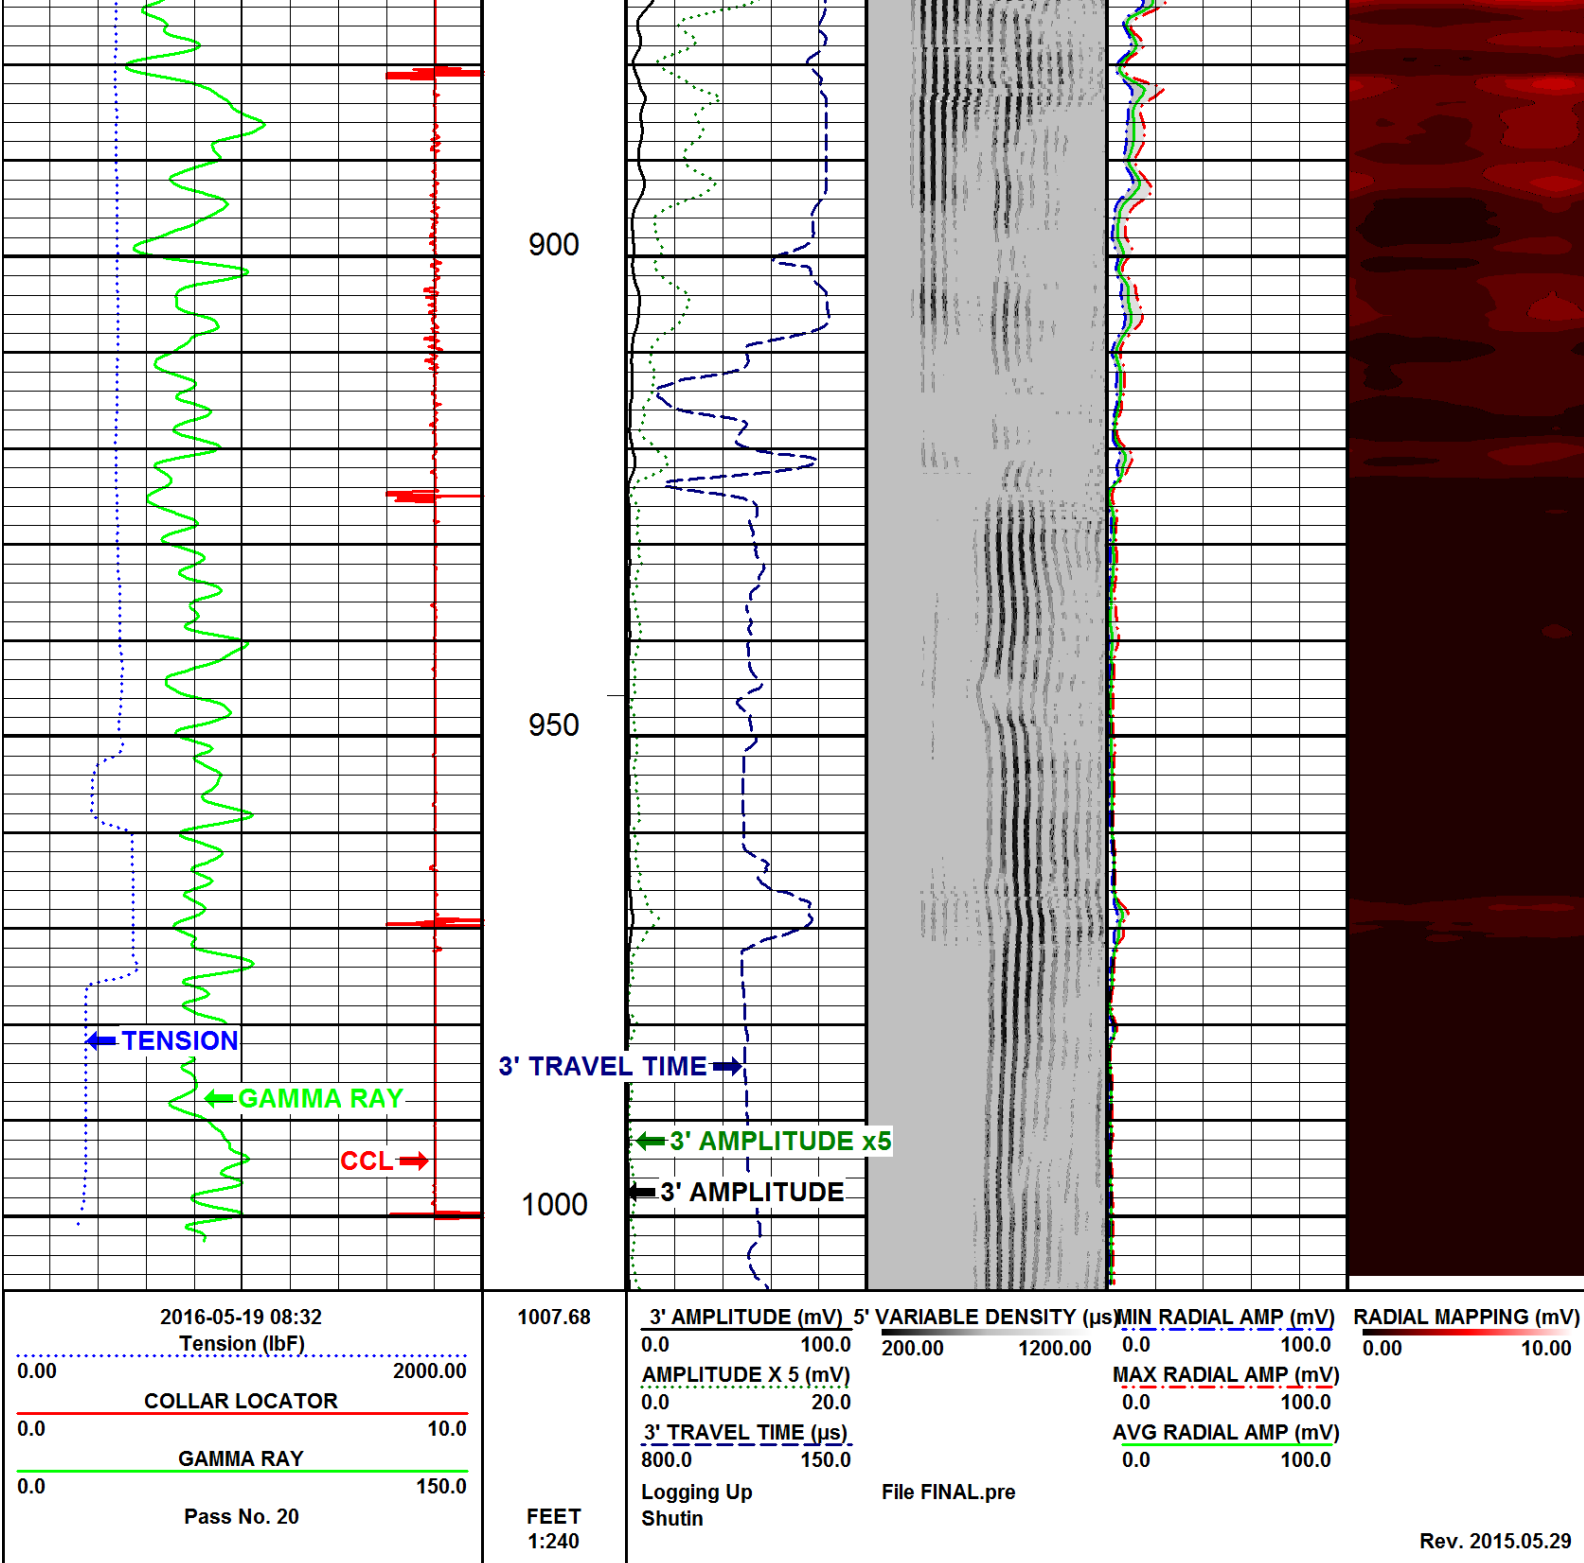 900
950
TENSION
3' TRAVEL TIME
GAMMA RAY
3' AMPLITUDE x5
CCL
3' AMPLITUDE
1000
2016-05-19 08:32
Tension (lbF)
0.00 2000.00
COLLAR LOCATOR
0.0 10.0
GAMMA RAY
0.0 150.0
Pass No. 20
1007.68
FEET
1:240
3' AMPLITUDE (mV)
0.0 100.0
AMPLITUDE X 5 (mV)
0.0 20.0
3' TRAVEL TIME (µs)
800.0 150.0
Logging Up
Shutin
5' VARIABLE DENSITY (µs)
200.00 1200.00
File FINAL.pre
MIN RADIAL AMP (mV)
0.0 100.0
MAX RADIAL AMP (mV)
0.0 100.0
AVG RADIAL AMP (mV)
0.0 100.0
RADIAL MAPPING (mV)
0.00 10.00
Rev. 2015.05.29